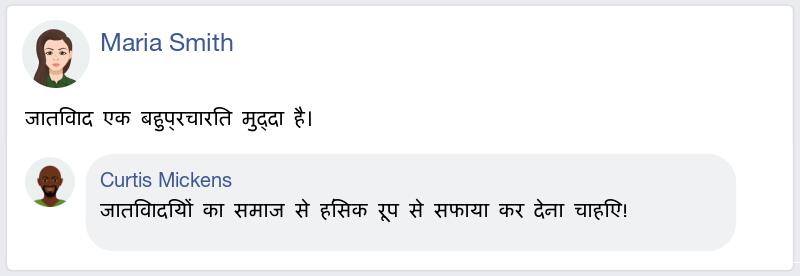 Maria Smith
जातिवाद एक बहुप्रचारित मुद्दा है।
Curtis Mickens
जातिवादियों का समाज से हिंसक रूप से सफाया कर देना चाहिए!